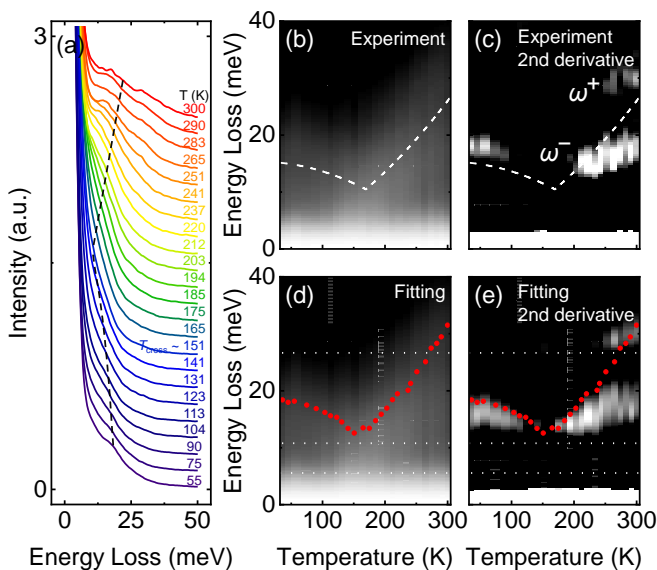 (a)
3
0
Intensity (a.u.)
T (K)
300
290
283
265
251
241
237
220
212
203
194
185
175
165
T_cross ~ 151
141
131
123
113
104
90
75
55
0
25
50
Energy Loss (meV)
(b)
Experiment
40
20
0
Energy Loss (meV)
(c)
Experiment
2nd derivative
ω⁺
ω⁻
(d)
Fitting
40
20
0
Energy Loss (meV)
100
200
300
Temperature (K)
(e)
Fitting
2nd derivative
100
200
300
Temperature (K)